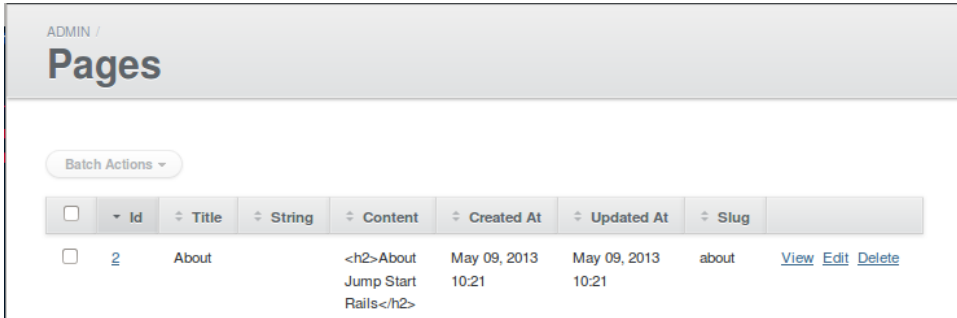 ADMIN /
Pages
Batch Actions
Id Title String Content Created At Updated At Slug
2 About <h2>About May 09, 2013 May 09, 2013 about View Edit Delete
Jump Start 10:21 10:21
Rails</h2>